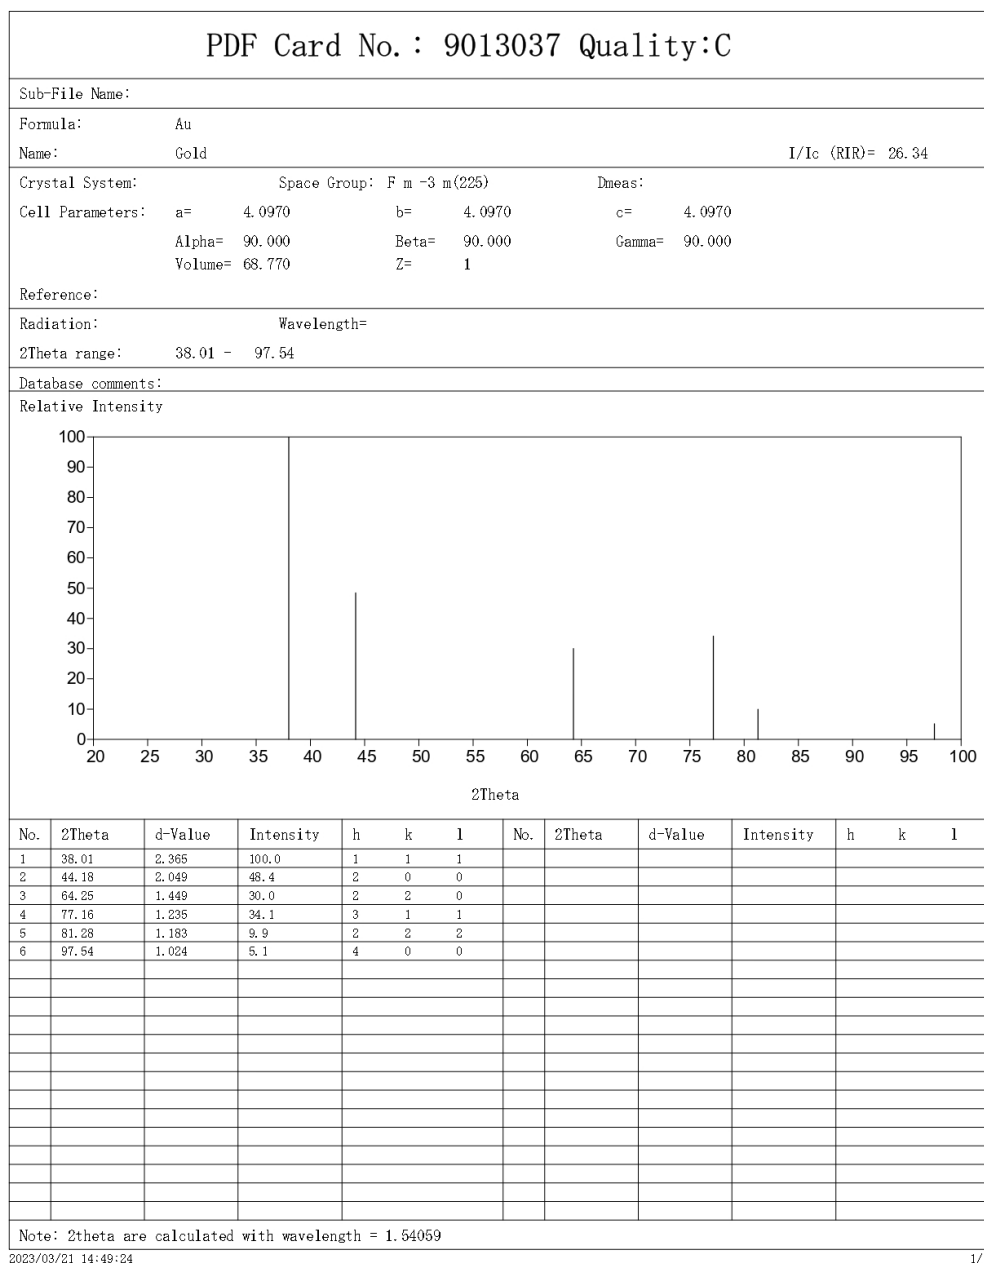 PDF Card No.: 9013037 Quality:C
Sub-File Name:
Formula: Au
Name: Gold I/Ic (RIR)= 26.34
Crystal System: Space Group: F m -3 m(225) Dmeas:
Cell Parameters: a= 4.0970 b= 4.0970 c= 4.0970
Alpha= 90.000 Beta= 90.000 Gamma= 90.000
Volume= 68.770 Z= 1
Reference:
Radiation: Wavelength=
2Theta range: 38.01 - 97.54
Database comments:
Relative Intensity
100
90
80
70
60
50
40
30
20
10
0
20 25 30 35 40 45 50 55 60 65 70 75 80 85 90 95 100
2Theta
No. 2Theta d-Value Intensity h k l No. 2Theta d-Value Intensity h k l
1 38.01 2.365 100.0 1 1 1
2 44.18 2.049 48.4 2 0 0
3 64.25 1.449 30.0 2 2 0
4 77.16 1.235 34.1 3 1 1
5 81.28 1.183 9.9 2 2 2
6 97.54 1.024 5.1 4 0 0
Note: 2theta are calculated with wavelength = 1.54059
2023/03/21 14:49:24 1/